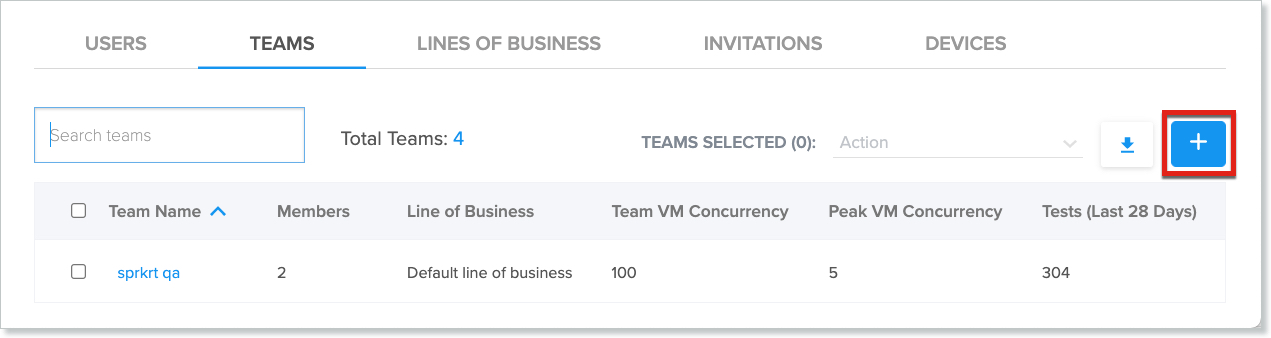 USERS TEAMS LINES OF BUSINESS INVITATIONS DEVICES
Search teams Total Teams: 4 TEAMS SELECTED (0): Action +
Team Name Members Line of Business Team VM Concurrency Peak VM Concurrency Tests (Last 28 Days)
sprkrt qa 2 Default line of business 100 5 304